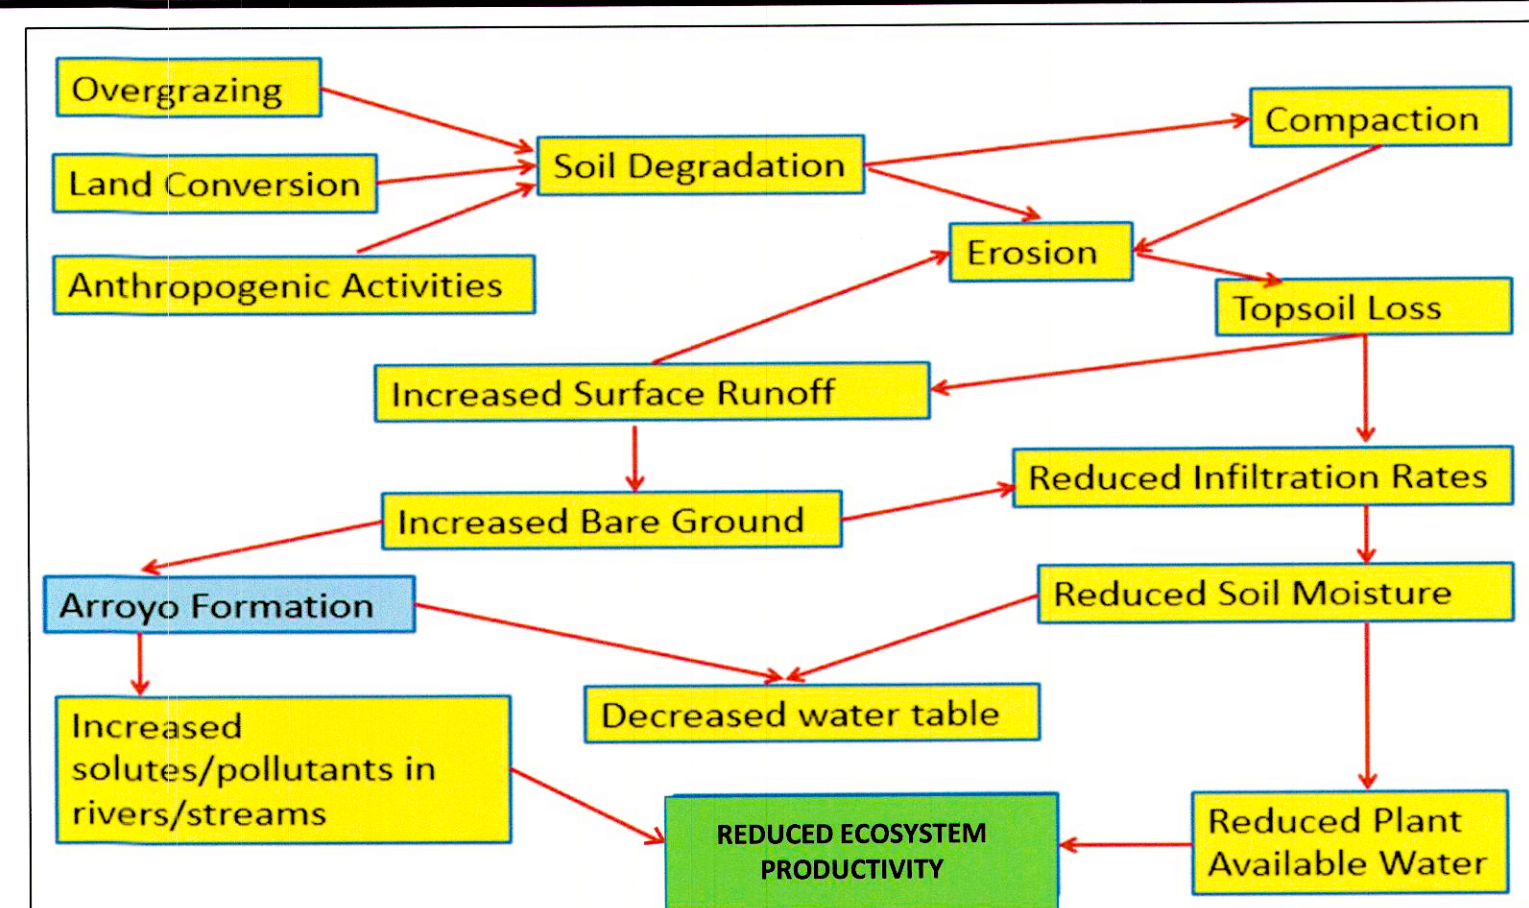 Overgrazing
Compaction
Soil Degradation
Land Conversion
Erosion
Anthropogenic Activities
Topsoil Loss
Increased Surface Runoff
Reduced Infiltration Rates
Increased Bare Ground
Arroyo Formation
Reduced Soil Moisture
Decreased water table
Increased
solutes/pollutants in
rivers/streams
REDUCED ECOSYSTEM
PRODUCTIVITY
Reduced Plant
Available Water